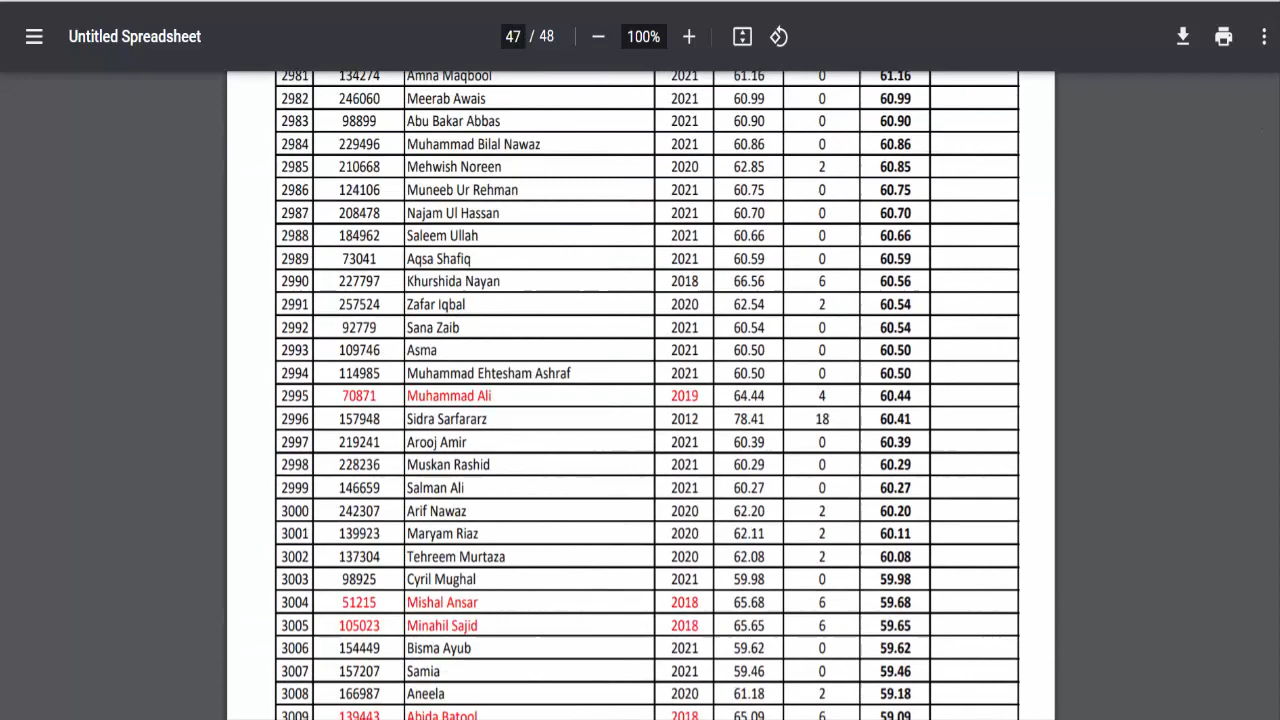 Untitled Spreadsheet 47 / 48 100%
2981 134274 Amna Maqbool 2021 61.16 0 61.16
2982 246060 Meerab Awais 2021 60.99 0 60.99
2983 98899 Abu Bakar Abbas 2021 60.90 0 60.90
2984 229496 Muhammad Bilal Nawaz 2021 60.86 0 60.86
2985 210668 Mehwish Noreen 2020 62.85 2 60.85
2986 124106 Muneeb Ur Rehman 2021 60.75 0 60.75
2987 208478 Najam Ul Hassan 2021 60.70 0 60.70
2988 184962 Saleem Ullah 2021 60.66 0 60.66
2989 73041 Aqsa Shafiq 2021 60.59 0 60.59
2990 227797 Khurshida Nayan 2018 66.56 6 60.56
2991 257524 Zafar Iqbal 2020 62.54 2 60.54
2992 92779 Sana Zaib 2021 60.54 0 60.54
2993 109746 Asma 2021 60.50 0 60.50
2994 114985 Muhammad Ehtesham Ashraf 2021 60.50 0 60.50
2995 70871 Muhammad Ali 2019 64.44 4 60.44
2996 157948 Sidra Sarfararz 2012 78.41 18 60.41
2997 219241 Arooj Amir 2021 60.39 0 60.39
2998 228236 Muskan Rashid 2021 60.29 0 60.29
2999 146659 Salman Ali 2021 60.27 0 60.27
3000 242307 Arif Nawaz 2020 62.20 2 60.20
3001 139923 Maryam Riaz 2020 62.11 2 60.11
3002 137304 Tehreem Murtaza 2020 62.08 2 60.08
3003 98925 Cyril Mughal 2021 59.98 0 59.98
3004 51215 Mishal Ansar 2018 65.68 6 59.68
3005 105023 Minahil Sajid 2018 65.65 6 59.65
3006 154449 Bisma Ayub 2021 59.62 0 59.62
3007 157207 Samia 2021 59.46 0 59.46
3008 166987 Aneela 2020 61.18 2 59.18
3009 139443 Abida Batool 2018 65.09 6 59.09